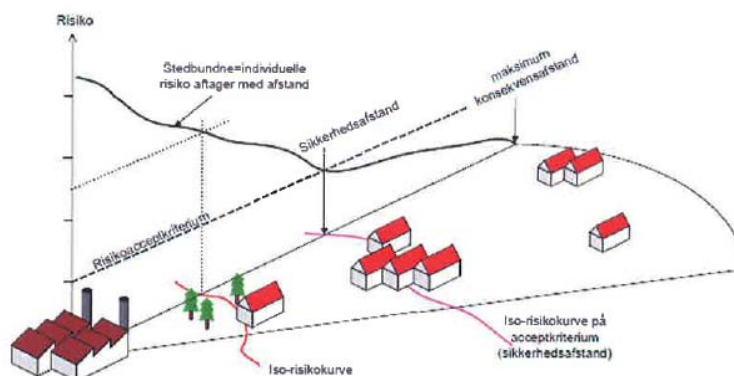 Risiko
Stedbundne=individuelle
risiko aftager med afstand
Sikkerhedsafstand
maksimum
konsekvensafstand
Risikoacceptkriterium
Iso-risikokurve på
acceptkriterium
(sikkerhedsafstand)
Iso-risikokurve